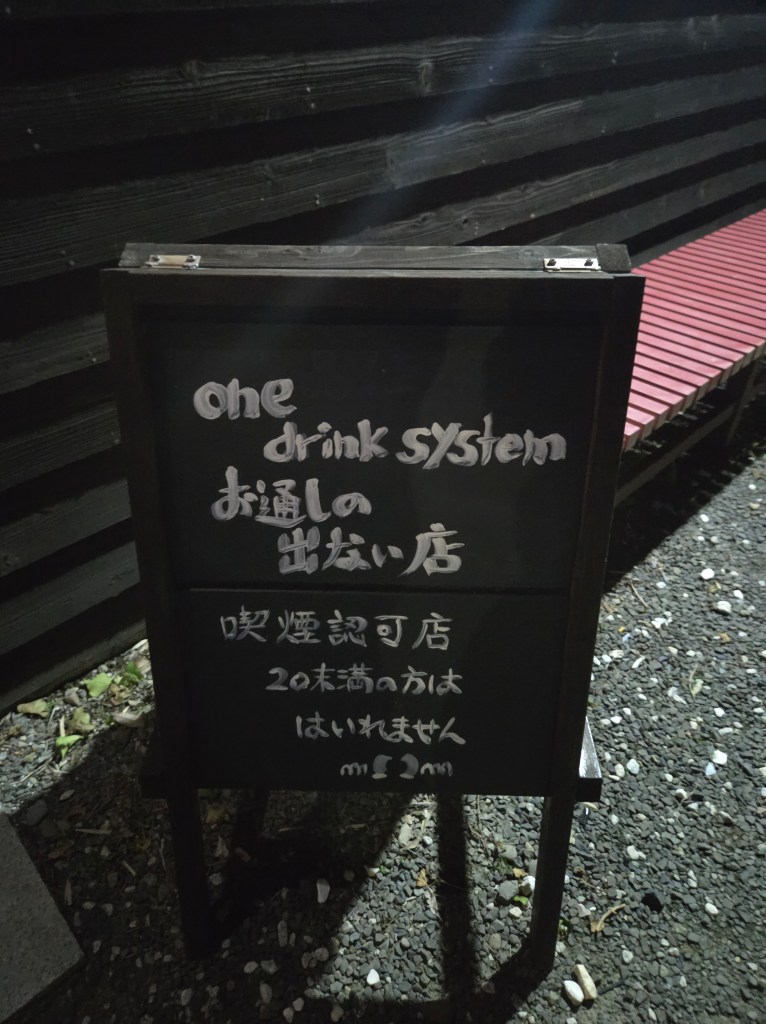 one
drink system
お通しの
出ない店
喫煙認可店
20末満の方は
はいれません